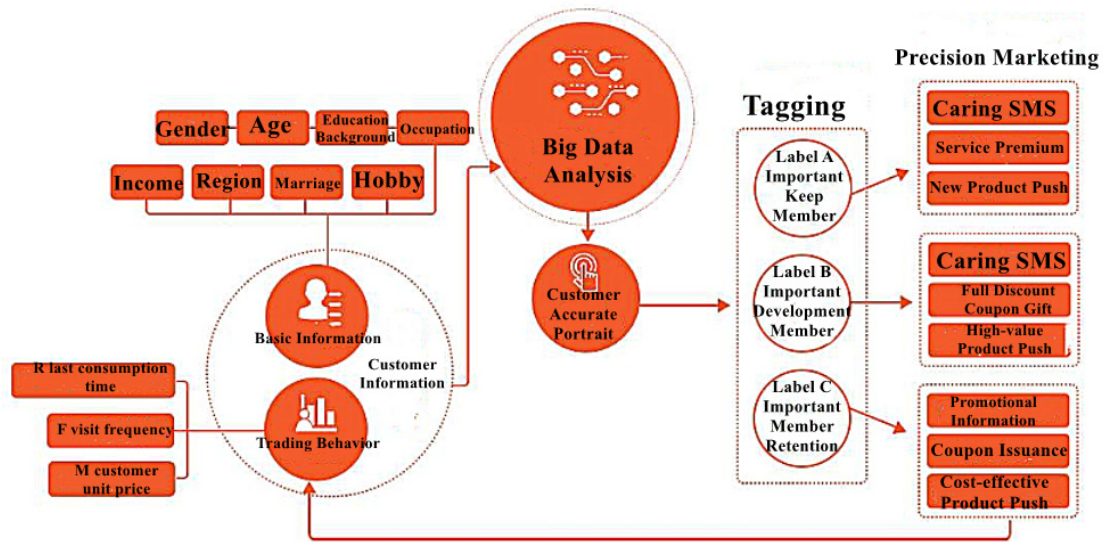 Precision Marketing
Tagging
Caring SMS
Service Premium
New Product Push
Gender
Age
Education
Background
Occupation
Income
Region
Marriage
Hobby
Big Data
Analysis
Label A
Important
Keep
Member
Caring SMS
Full Discount
Coupon Gift
High-value
Product Push
Customer
Accurate
Portrait
Label B
Important
Development
Member
Basic Information
Customer
Information
R last consumption
time
F visit frequency
M customer
unit price
Trading Behavior
Label C
Important
Member
Retention
Promotional
Information
Coupon Issuance
Cost-effective
Product Push